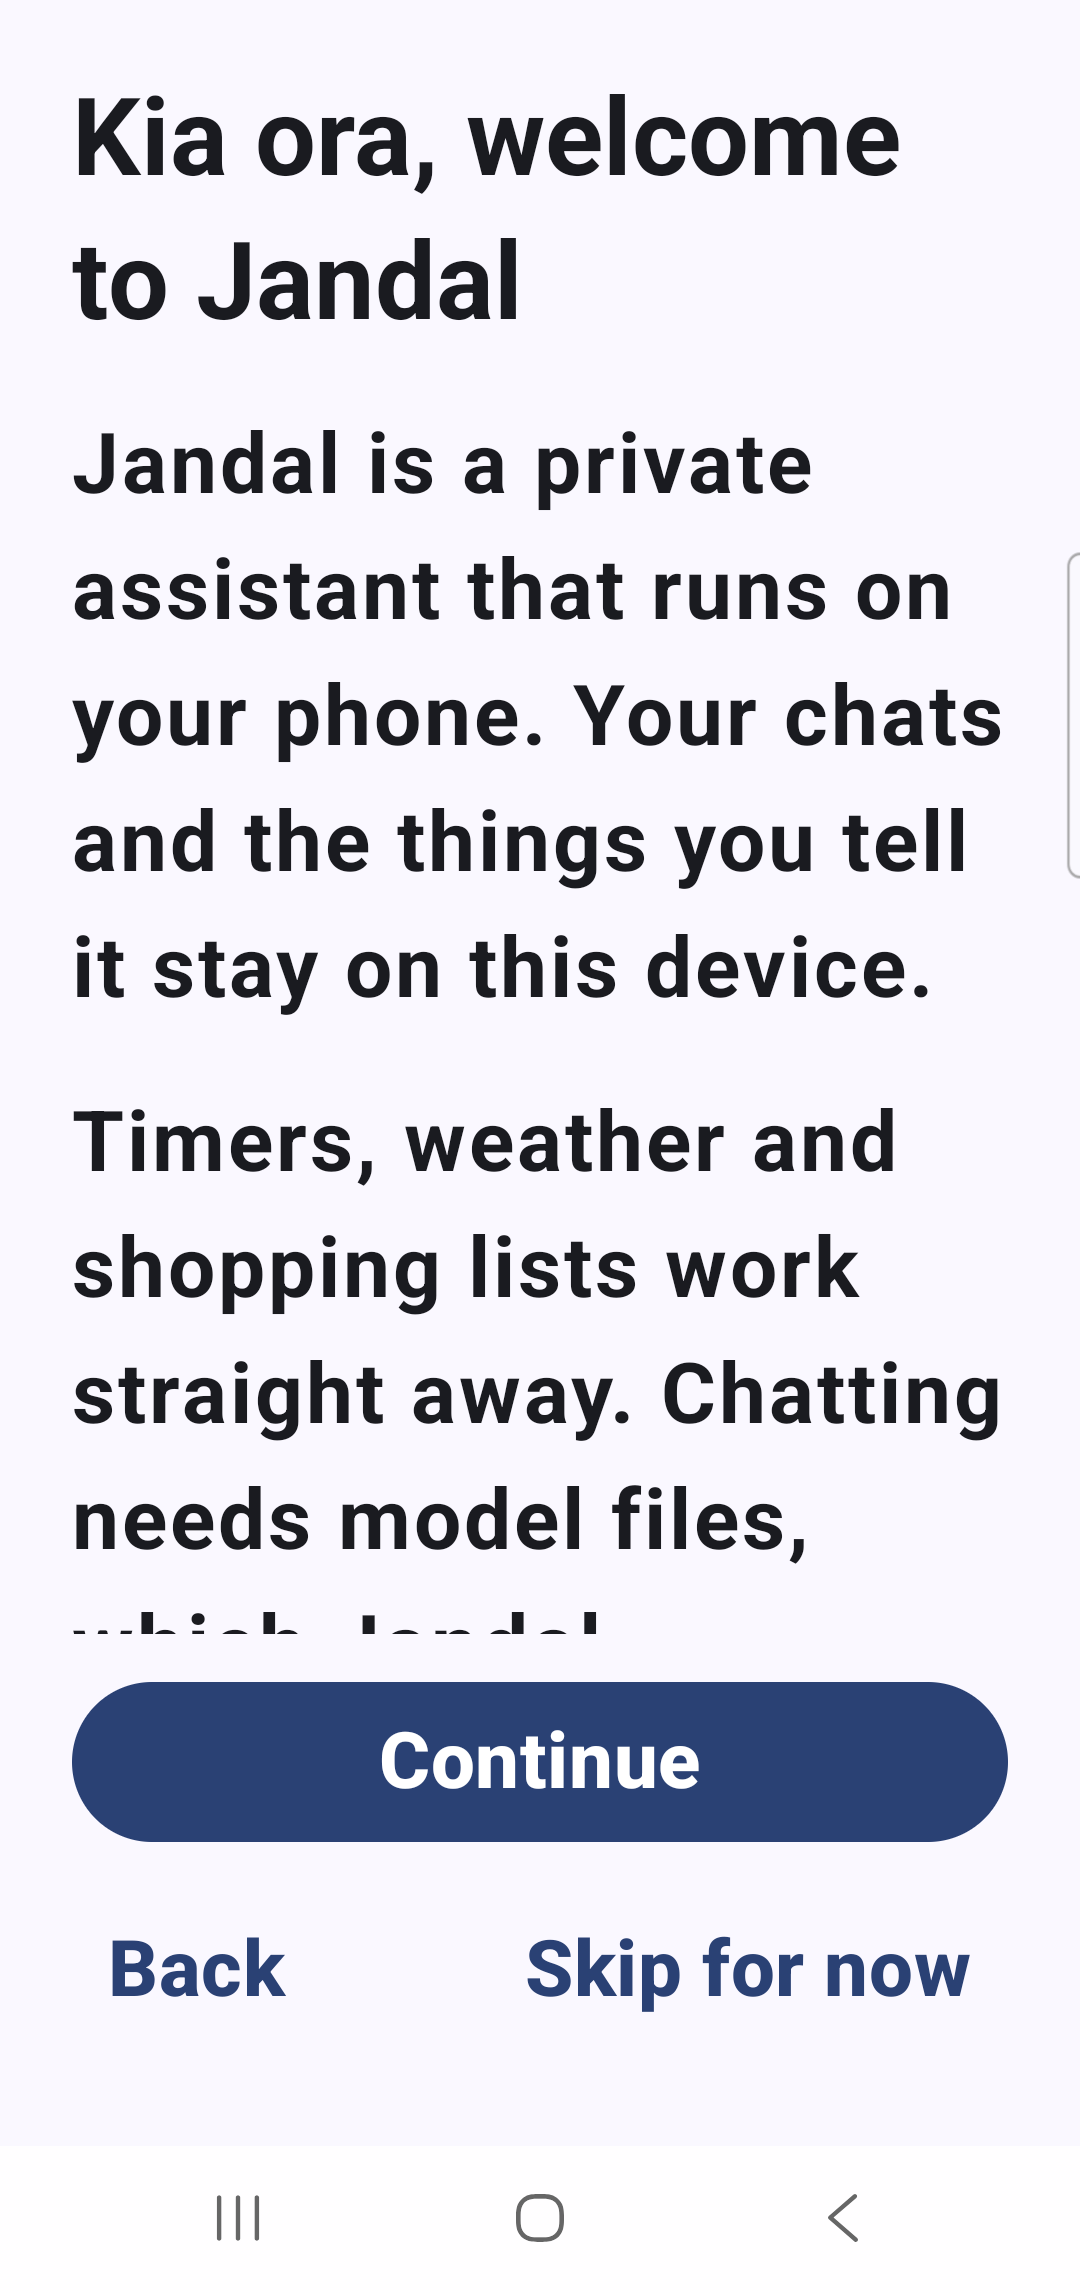 Kia ora, welcome
to Jandal
Jandal is a private
assistant that runs on
your phone. Your chats
and the things you tell
it stay on this device.
Timers, weather and
shopping lists work
straight away. Chatting
needs model files,
which Jandal
Continue
Back
Skip for now